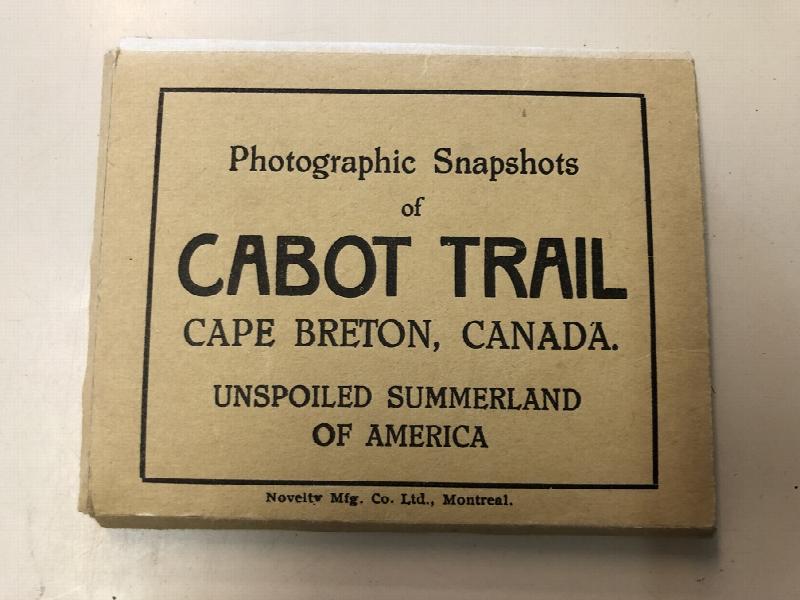 Photographic Snapshots
of
CABOT TRAIL
CAPE BRETON, CANADA.
UNSPOILED SUMMERLAND
OF AMERICA
Novelty Mfg. Co. Ltd., Montreal.